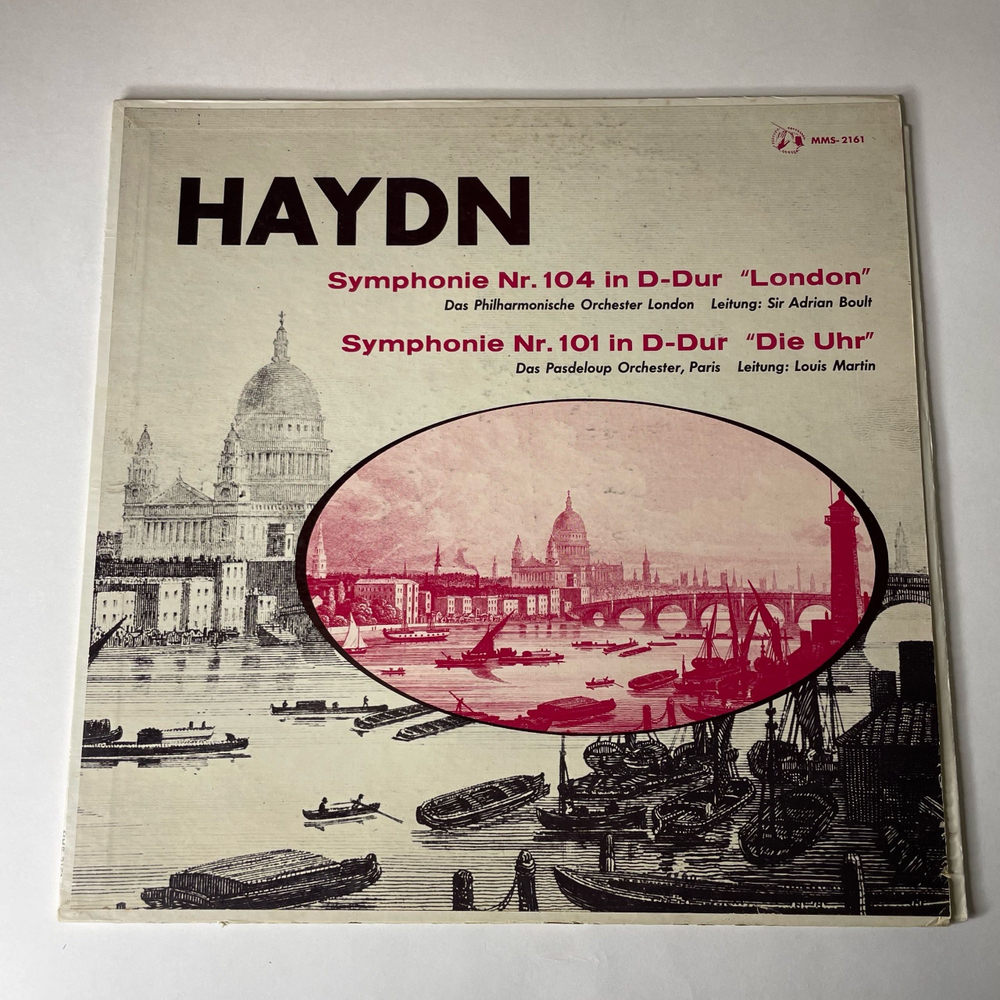 MMS-2161
HAYDN
Symphonie Nr. 104 in D-Dur "London"
Das Philharmonische Orchester London Leitung: Sir Adrian Boult
Symphonie Nr. 101 in D-Dur "Die Uhr"
Das Pasdeloup Orchester, Paris Leitung: Louis Martin